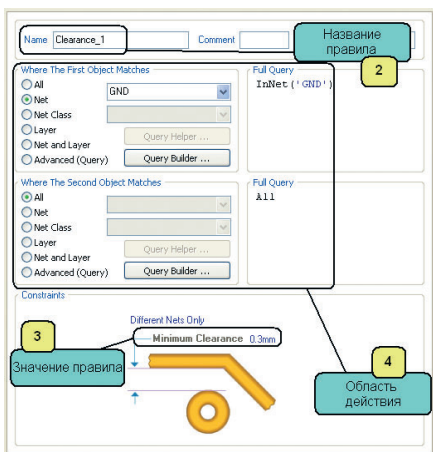 Name Clearance_1 Comment
Название правила
2
Where The First Object Matches
All
Net
Net Class
Layer
Net and Layer
Advanced (Query)
GND
Query Helper ...
Query Builder ...
Full Query
InNet('GND')
Where The Second Object Matches
All
Net
Net Class
Layer
Net and Layer
Advanced (Query)
Query Helper ...
Query Builder ...
Full Query
All
Constraints
Different Nets Only
Minimum Clearance 0.3mm
3
Значение правила
4
Область действия